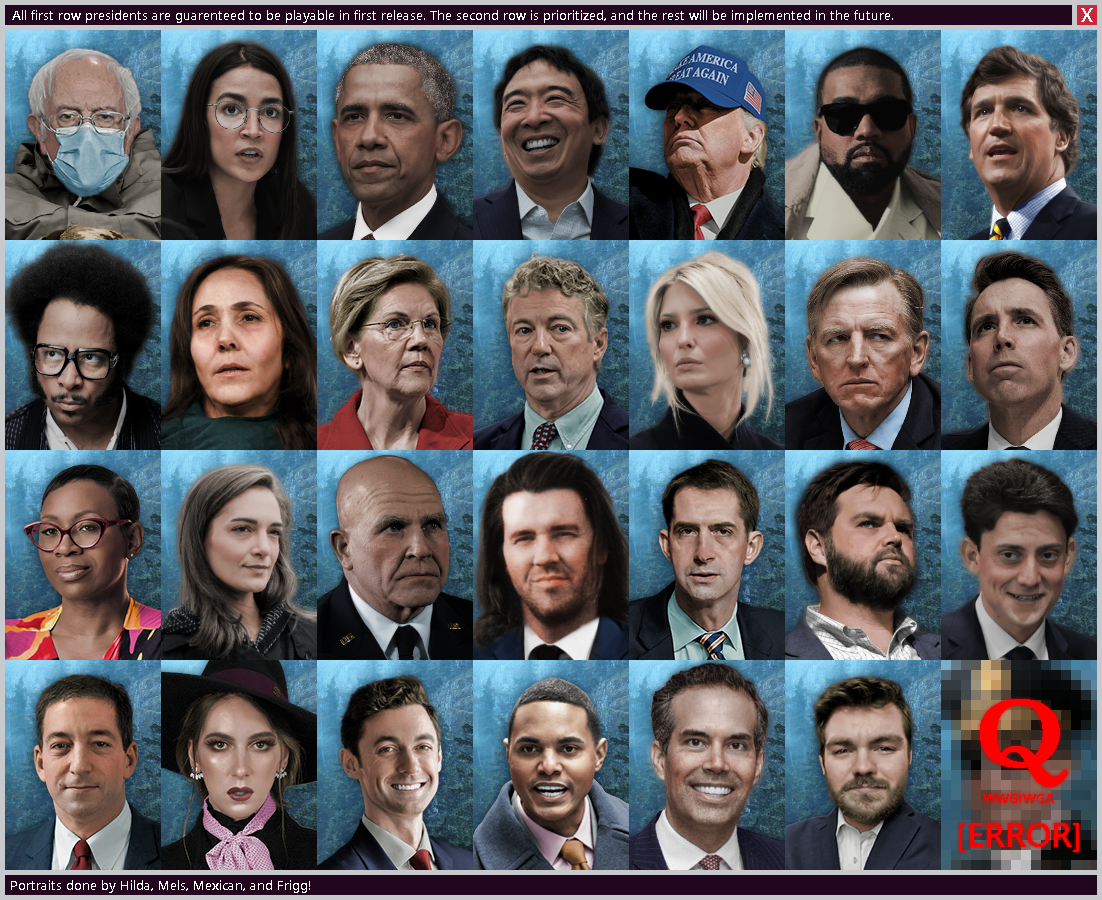 All first row presidents are guarenteed to be playable in first release. The second row is prioritized, and the rest will be implemented in the future.
X
AMERICA
GREAT AGAIN
Q
WWG1WGA
[ERROR]
Portraits done by Hilda, Mels, Mexican, and Frigg!